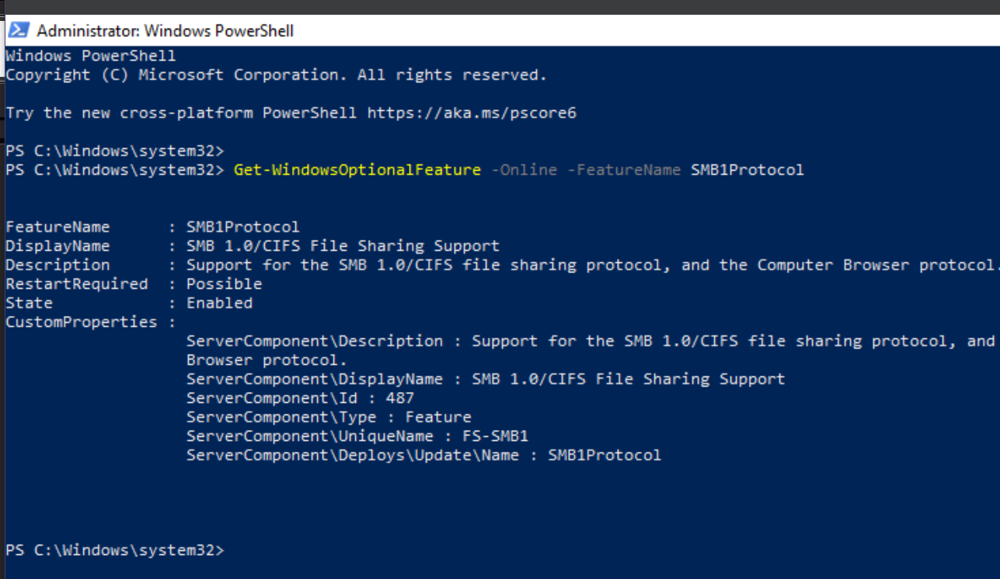 Administrator: Windows PowerShell
Windows PowerShell
Copyright (C) Microsoft Corporation. All rights reserved.
Try the new cross-platform PowerShell https://aka.ms/pscore6
PS C:\Windows\system32>
PS C:\Windows\system32> Get-WindowsOptionalFeature -Online -FeatureName SMB1Protocol
FeatureName      : SMB1Protocol
DisplayName      : SMB 1.0/CIFS File Sharing Support
Description      : Support for the SMB 1.0/CIFS file sharing protocol, and the Computer Browser protocol.
RestartRequired  : Possible
State            : Enabled
CustomProperties :
                   ServerComponent\Description : Support for the SMB 1.0/CIFS file sharing protocol, and
                   Browser protocol.
                   ServerComponent\DisplayName : SMB 1.0/CIFS File Sharing Support
                   ServerComponent\Id : 487
                   ServerComponent\Type : Feature
                   ServerComponent\UniqueName : FS-SMB1
                   ServerComponent\Deploys\Update\Name : SMB1Protocol
PS C:\Windows\system32>